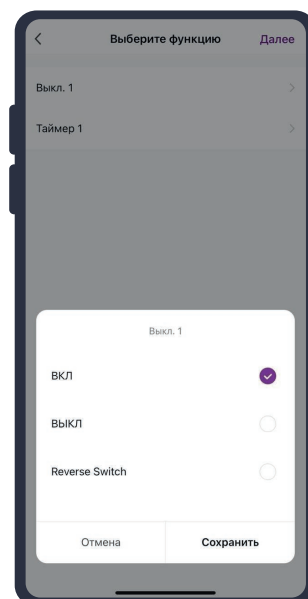 Выберите функцию Далее
Выкл. 1
Таймер 1
Выкл. 1
ВКЛ
ВЫКЛ
Reverse Switch
Отмена Сохранить